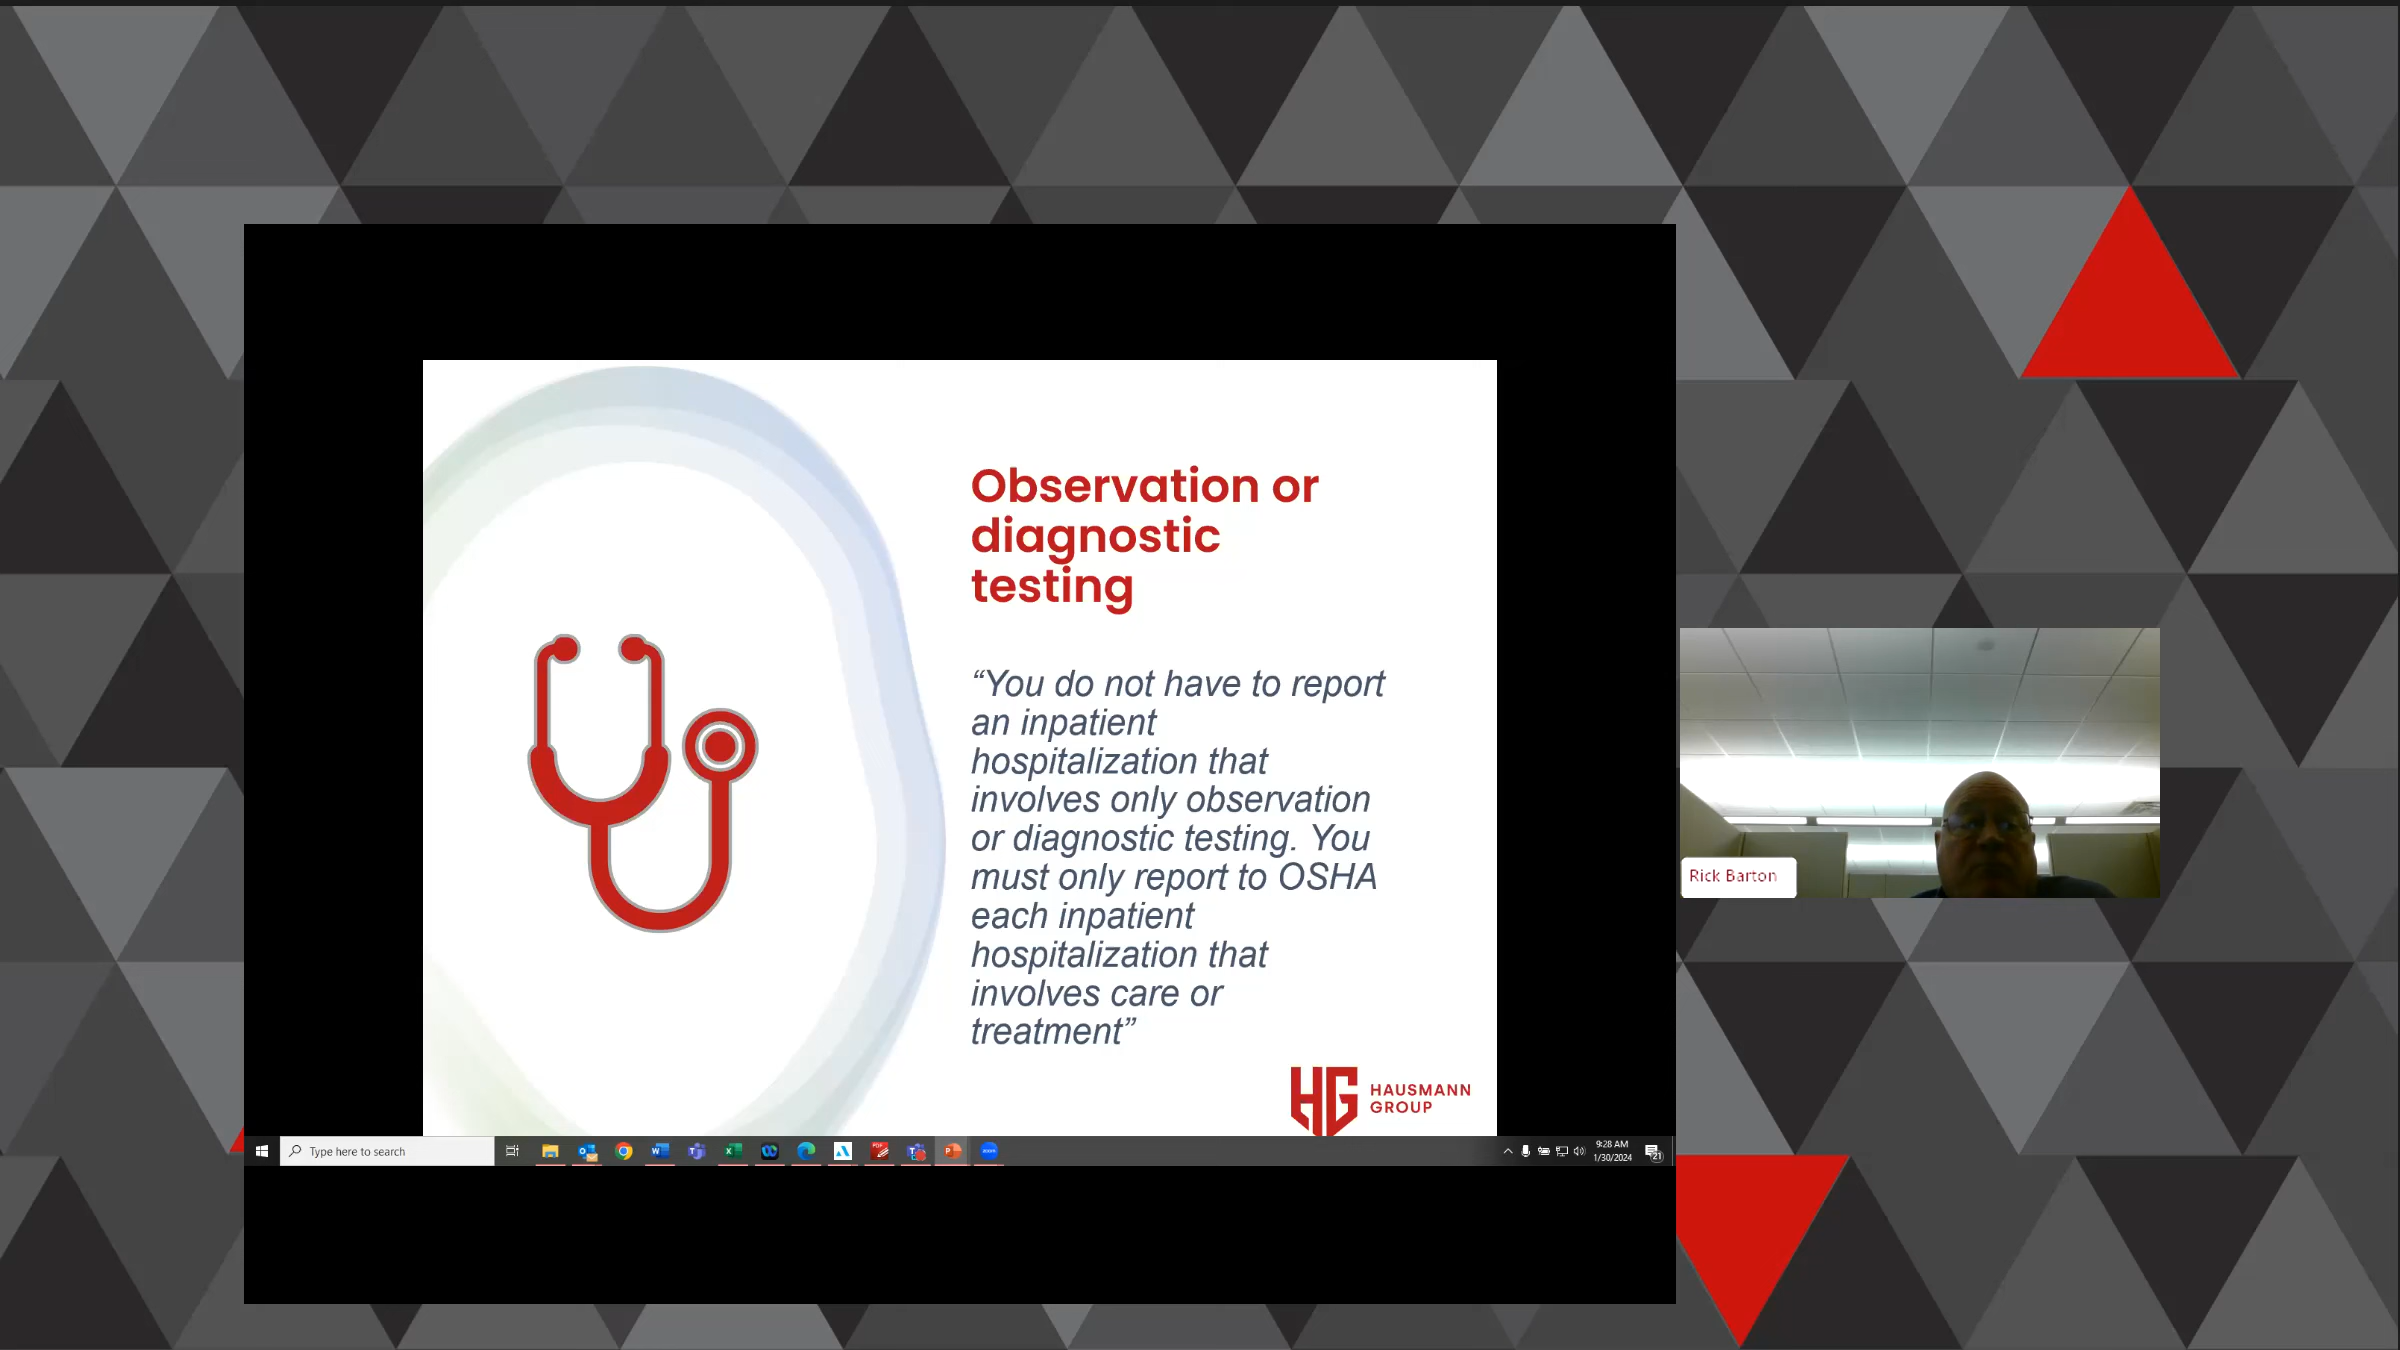 Observation or
diagnostic
testing
“You do not have to report
an inpatient
hospitalization that
involves only observation
or diagnostic testing. You
must only report to OSHA
each inpatient
hospitalization that
involves care or
treatment”
HG
HAUSMANN
GROUP
Rick Barton
Type here to search
9:28 AM
1/30/2024
21